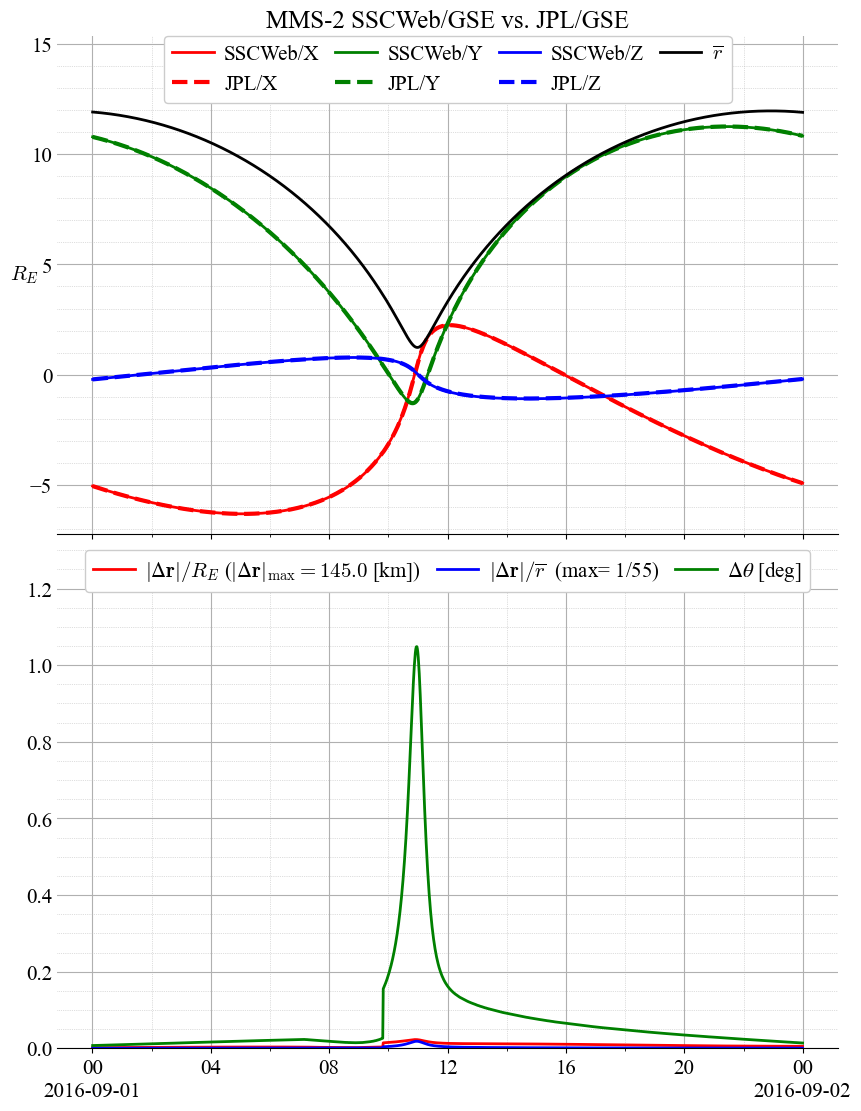 MMS-2 SSCWeb/GSE vs. JPL/GSE
SSCWeb/X SSCWeb/Y SSCWeb/Z r̅
JPL/X JPL/Y JPL/Z
15
10
5
0
−5
R_E
|Δr|/R_E (|Δr|_max = 145.0 [km]) |Δr|/r̅ (max= 1/55) Δθ [deg]
1.2
1.0
0.8
0.6
0.4
0.2
0.0
00 04 08 12 16 20 00
2016-09-01 2016-09-02